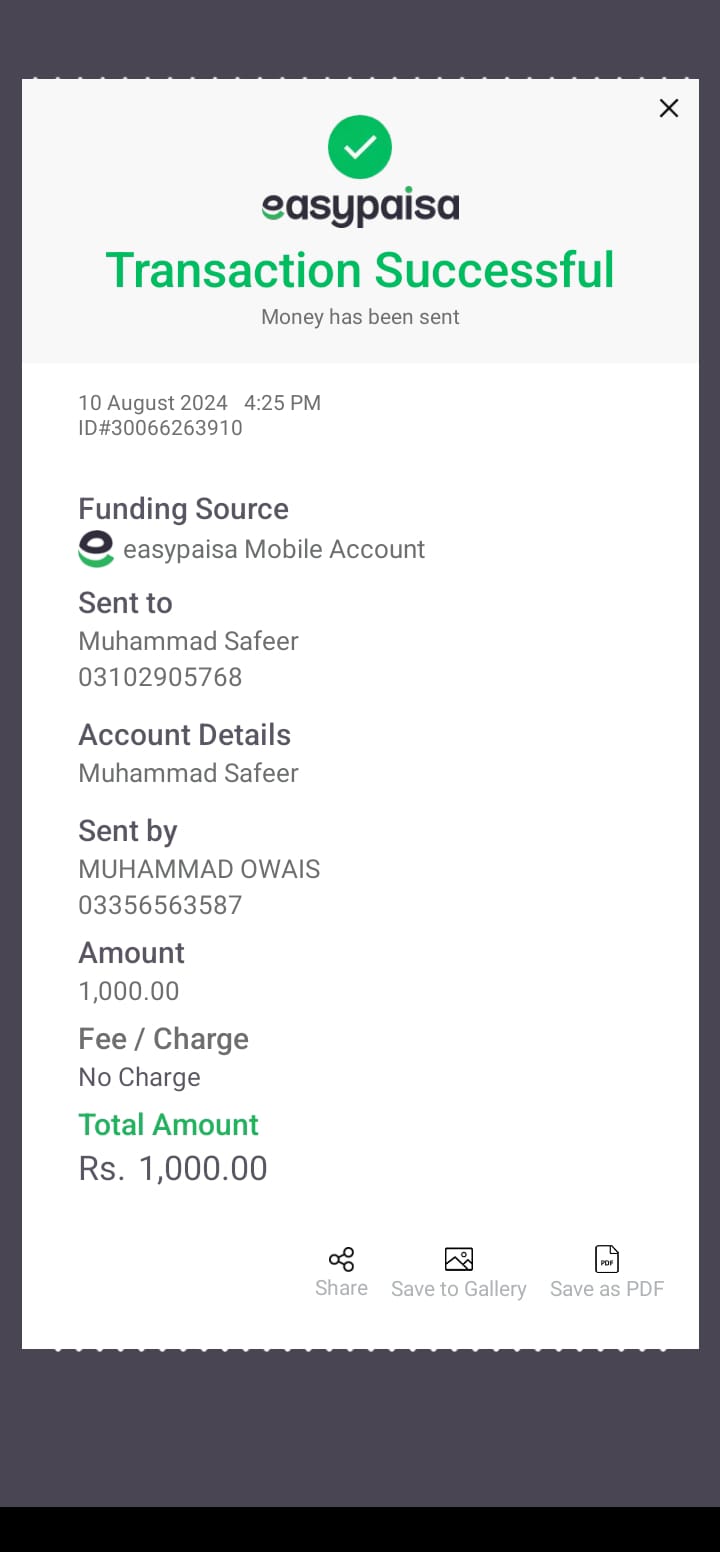 easypaisa
Transaction Successful
Money has been sent
10 August 2024 4:25 PM
ID#30066263910
Funding Source
easypaisa Mobile Account
Sent to
Muhammad Safeer
03102905768
Account Details
Muhammad Safeer
Sent by
MUHAMMAD OWAIS
03356563587
Amount
1,000.00
Fee / Charge
No Charge
Total Amount
Rs. 1,000.00
PDF
Share Save to Gallery Save as PDF